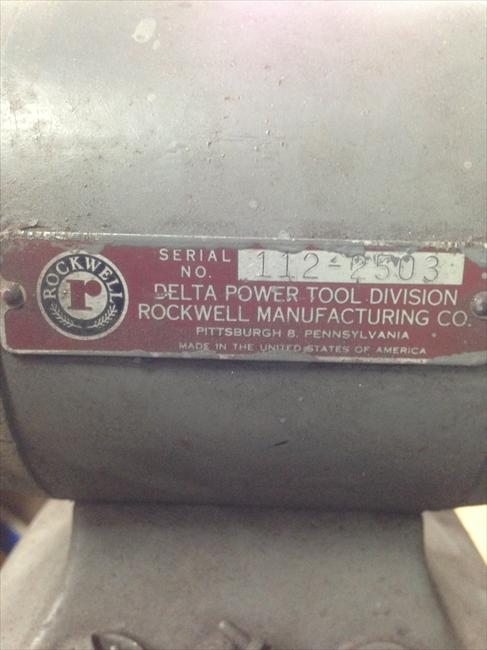 ROCKWELL
r
SERIAL
NO. 112-2503
DELTA POWER TOOL DIVISION
ROCKWELL MANUFACTURING CO.
PITTSBURGH 8, PENNSYLVANIA
MADE IN THE UNITED STATES OF AMERICA